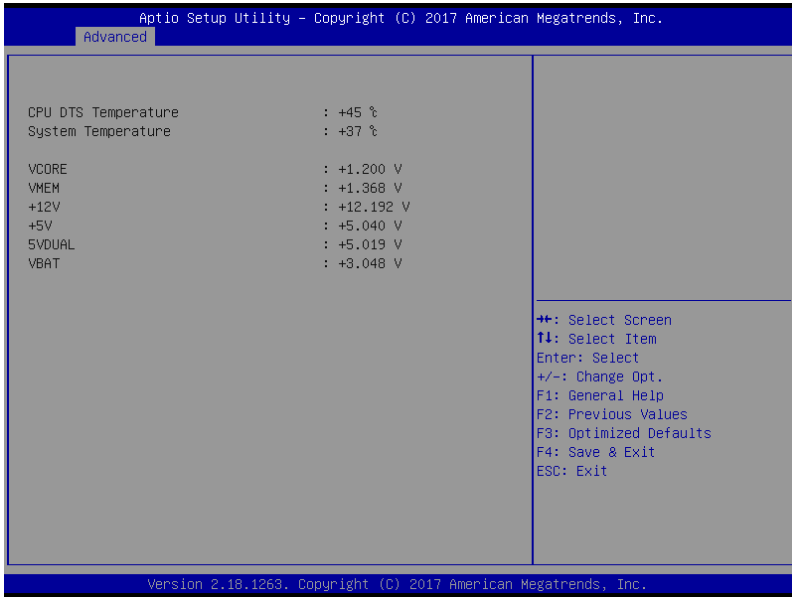 Aptio Setup Utility – Copyright (C) 2017 American Megatrends, Inc.
Advanced
CPU DTS Temperature : +45 ℃
System Temperature : +37 ℃
VCORE : +1.200 V
VMEM : +1.368 V
+12V : +12.192 V
+5V : +5.040 V
5VDUAL : +5.019 V
VBAT : +3.048 V
→←: Select Screen
↑↓: Select Item
Enter: Select
+/-: Change Opt.
F1: General Help
F2: Previous Values
F3: Optimized Defaults
F4: Save & Exit
ESC: Exit
Version 2.18.1263. Copyright (C) 2017 American Megatrends, Inc.